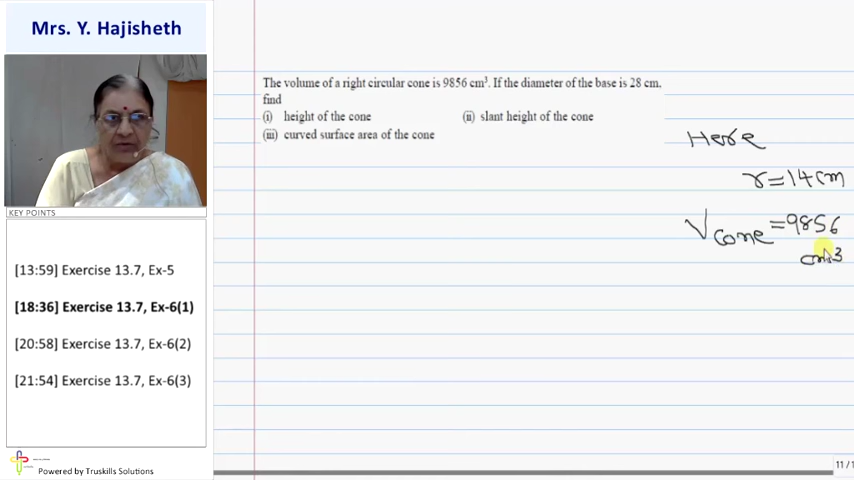 Mrs. Y. Hajisheth
The volume of a right circular cone is 9856 cm³. If the diameter of the base is 28 cm,
find
(i) height of the cone (ii) slant height of the cone
(iii) curved surface area of the cone
Here
r=14cm
V cone =9856
cm³
KEY POINTS
[13:59] Exercise 13.7, Ex-5
[18:36] Exercise 13.7, Ex-6(1)
[20:58] Exercise 13.7, Ex-6(2)
[21:54] Exercise 13.7, Ex-6(3)
Powered by Truskills Solutions
11/1